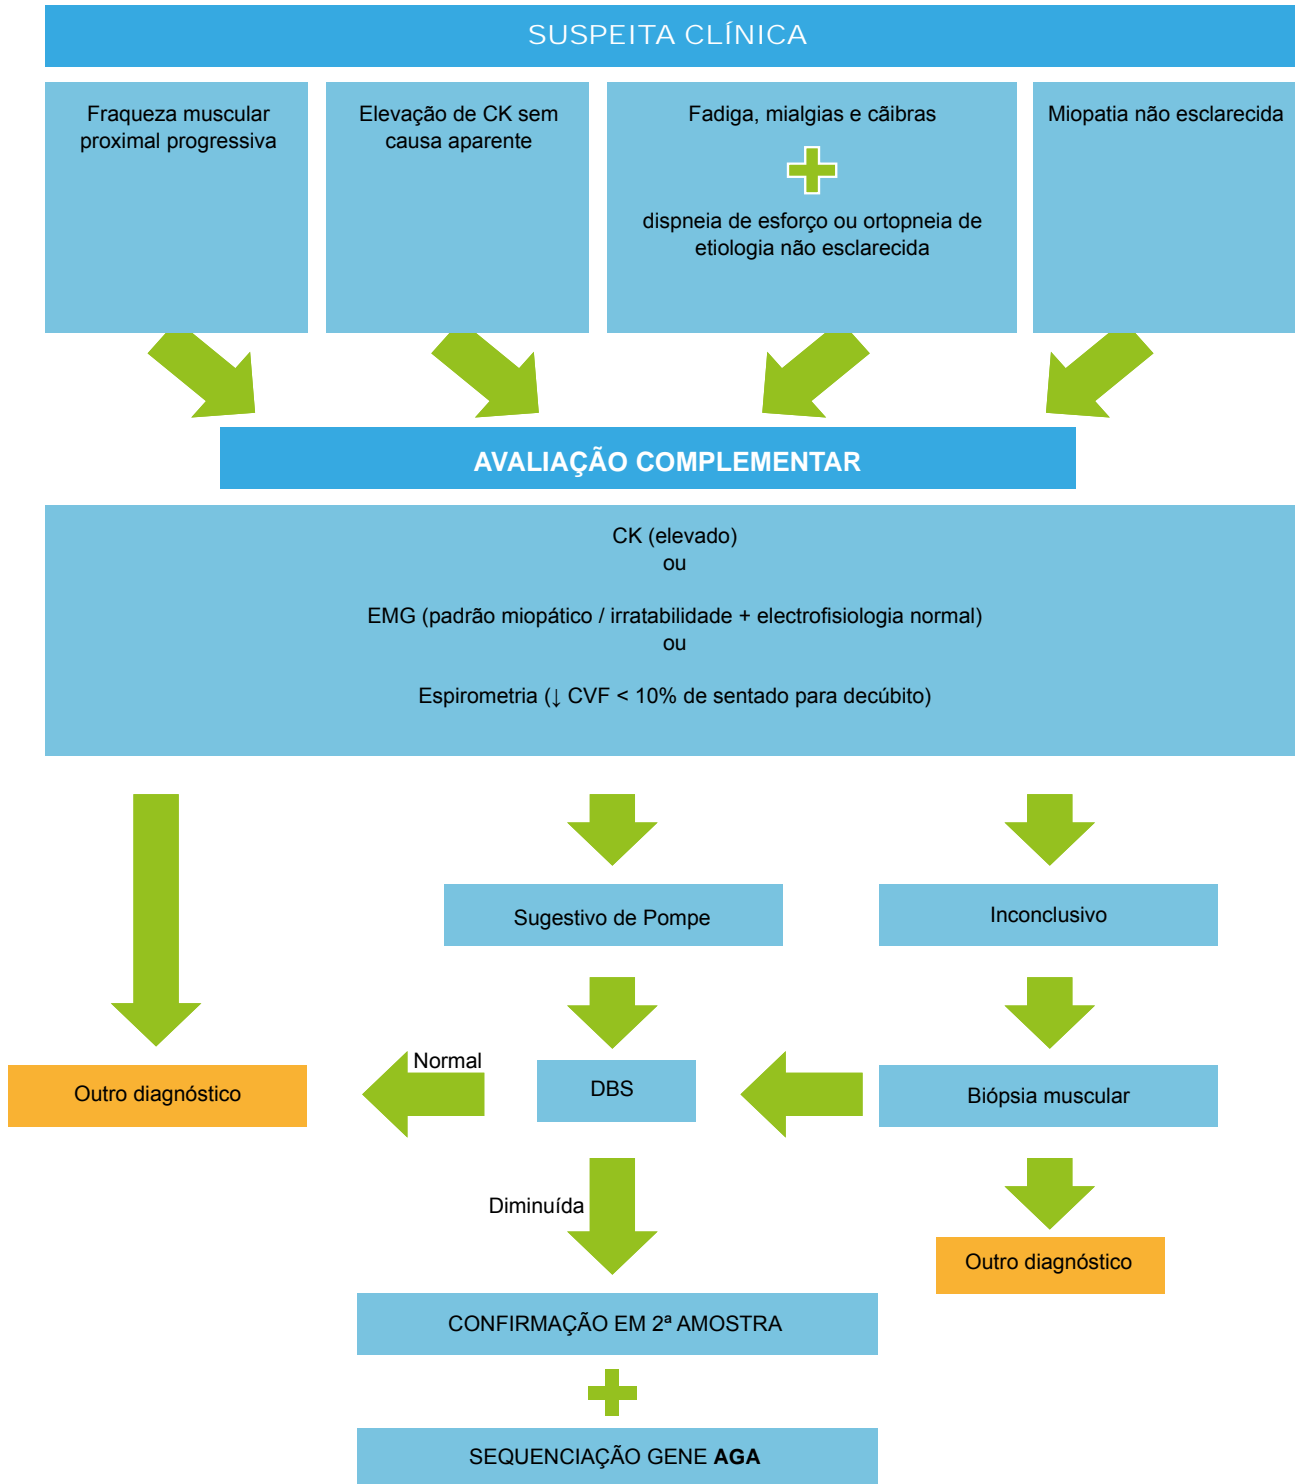 SUSPEITA CLÍNICA
Fraqueza muscular
proximal progressiva
Elevação de CK sem
causa aparente
Fadiga, mialgias e cãibras
dispneia de esforço ou ortopneia de
etiologia não esclarecida
Miopatia não esclarecida
AVALIAÇÃO COMPLEMENTAR
CK (elevado)
ou
EMG (padrão miopático / irratabilidade + electrofisiologia normal)
ou
Espirometria (↓ CVF < 10% de sentado para decúbito)
Sugestivo de Pompe
Inconclusivo
Outro diagnóstico
Normal
DBS
Biópsia muscular
Diminuída
Outro diagnóstico
CONFIRMAÇÃO EM 2ª AMOSTRA
SEQUENCIAÇÃO GENE AGA